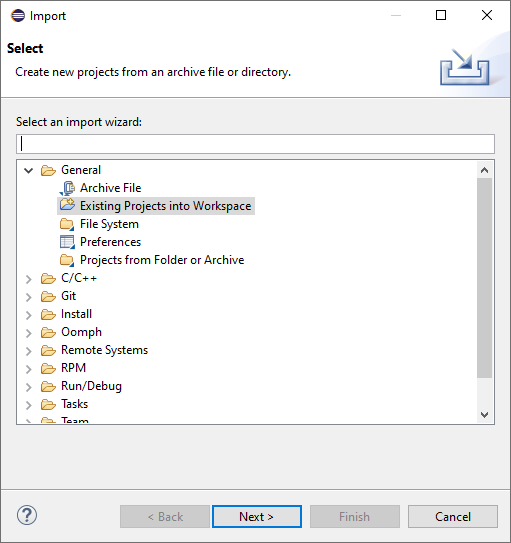 Import
Select
Create new projects from an archive file or directory.
Select an import wizard:
General
Archive File
Existing Projects into Workspace
File System
Preferences
Projects from Folder or Archive
C/C++
Git
Install
Oomph
Remote Systems
RPM
Run/Debug
Tasks
Team
? < Back Next > Finish Cancel